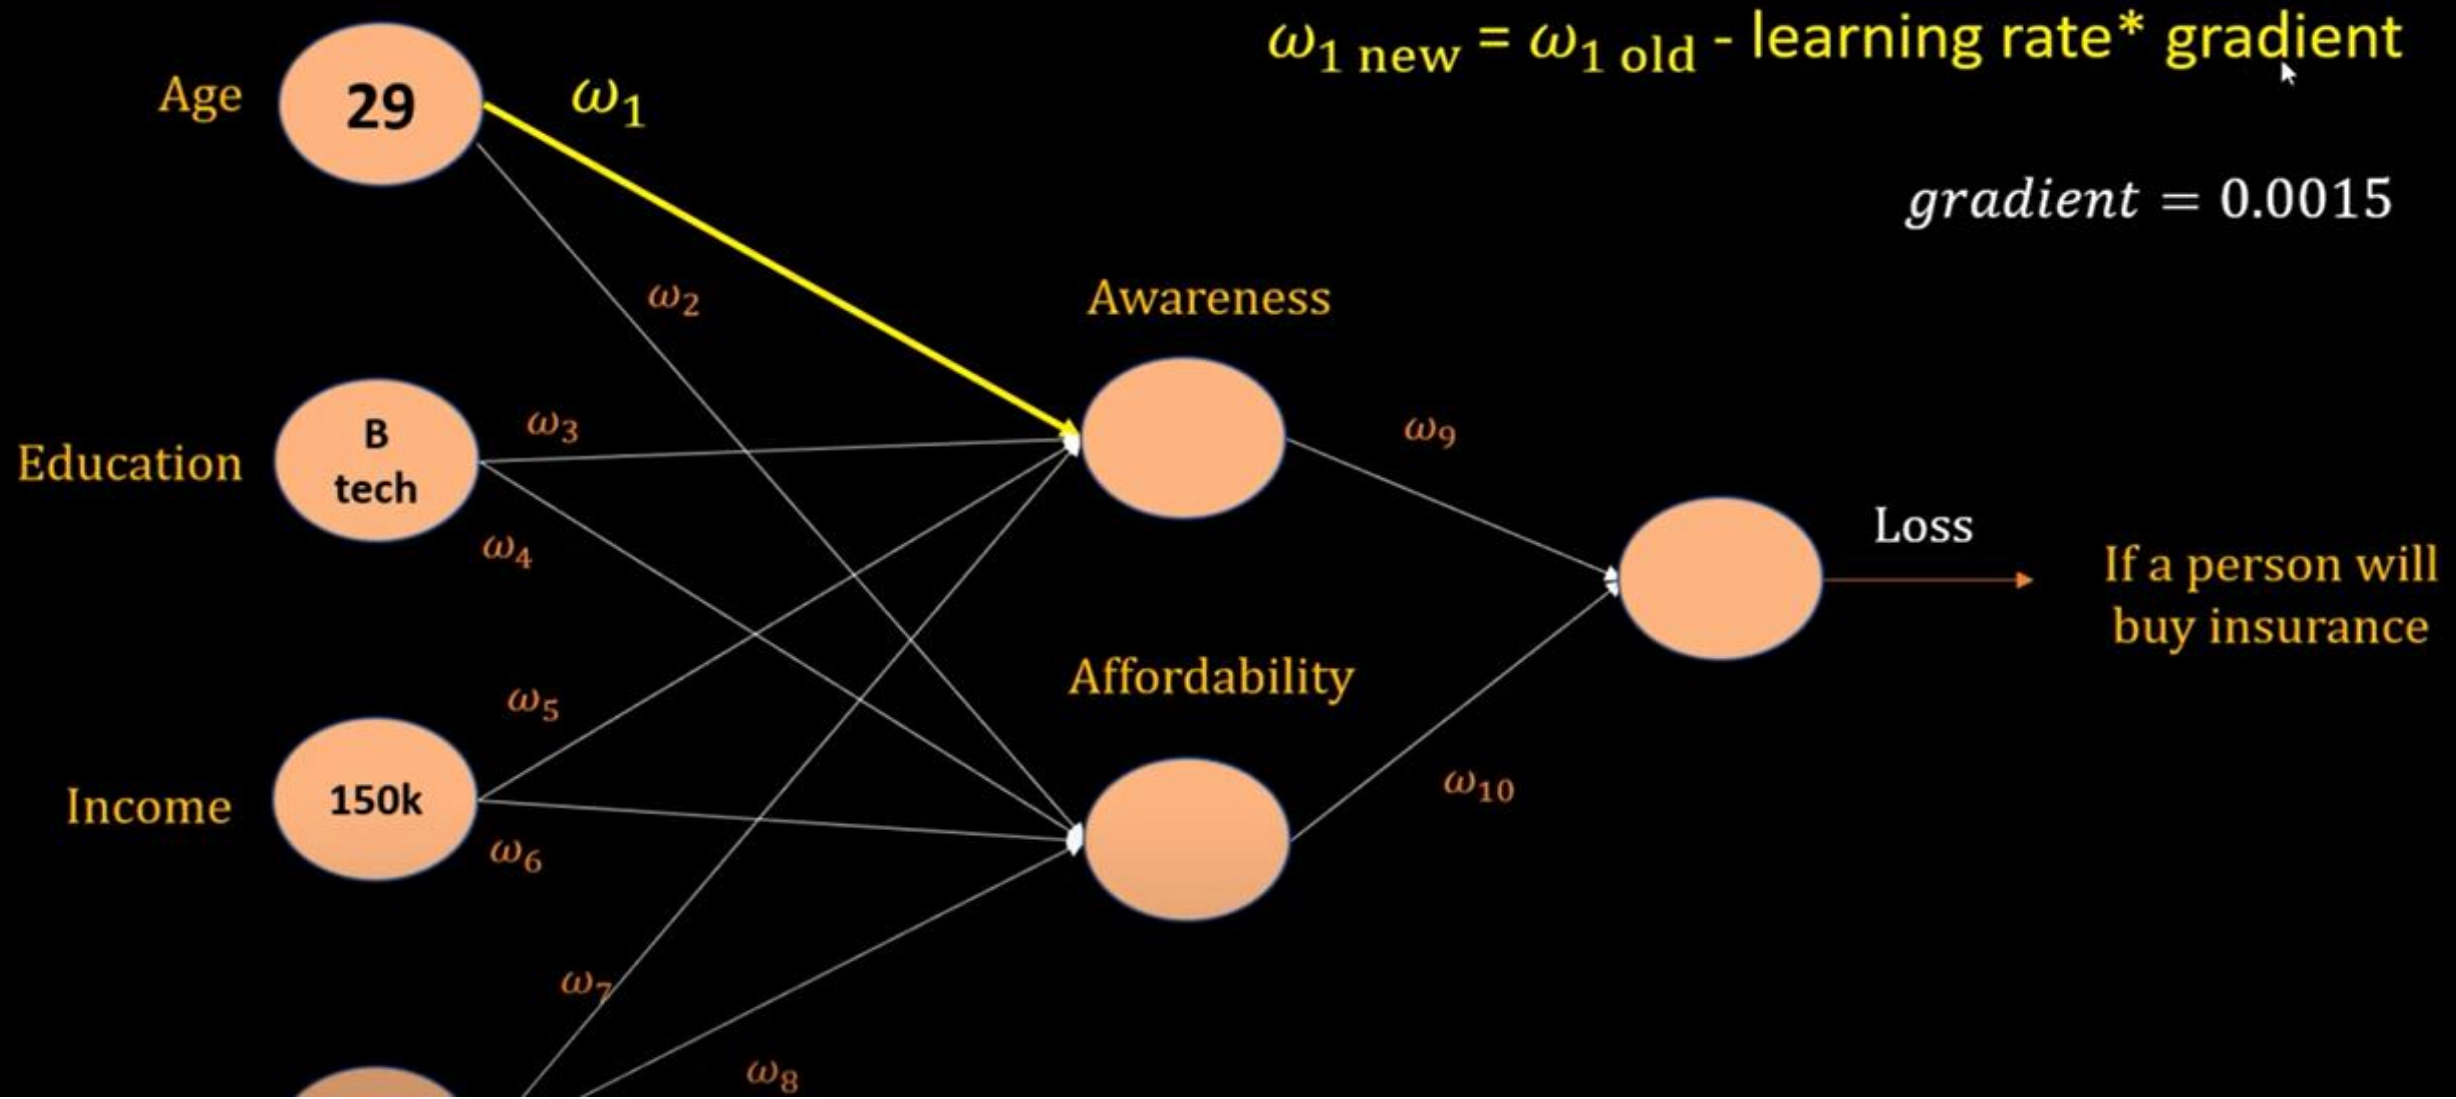 ω1 new = ω1 old - learning rate* gradient
Age
29
ω1
gradient = 0.0015
ω2
Awareness
Education
B
tech
ω3
ω4
ω9
Loss
If a person will
buy insurance
Affordability
Income
150k
ω5
ω6
ω10
ω7
ω8